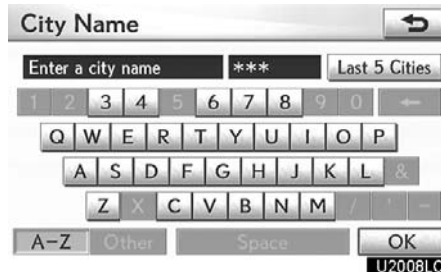 City Name
Enter a city name *** Last 5 Cities
1 2 3 4 5 6 7 8 9 0 ←
Q W E R T Y U I O P
A S D F G H J K L &
Z X C V B N M / ' -
A-Z Other Space OK
U2008LC